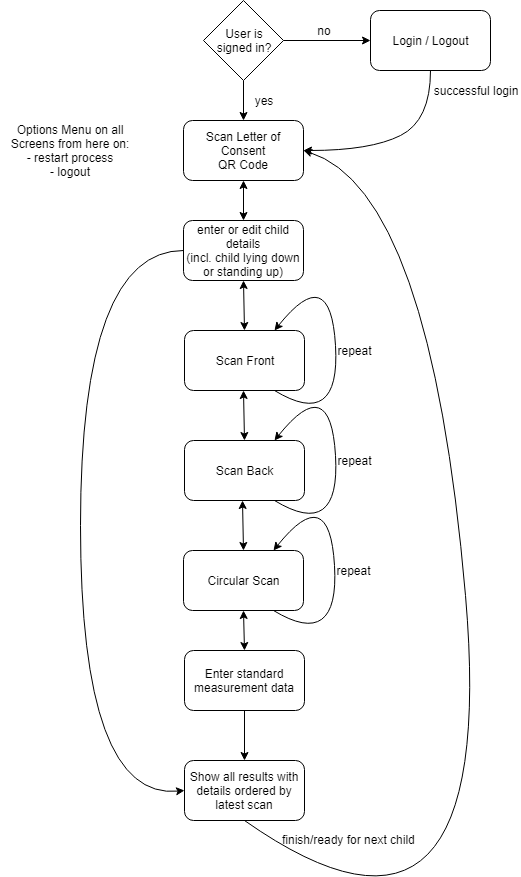 User is
signed in?
no
Login / Logout
yes
successful login
Options Menu on all
Screens from here on:
- restart process
- logout
Scan Letter of
Consent
QR Code
enter or edit child
details
(incl. child lying down
or standing up)
Scan Front
repeat
Scan Back
repeat
Circular Scan
repeat
Enter standard
measurement data
Show all results with
details ordered by
latest scan
finish/ready for next child